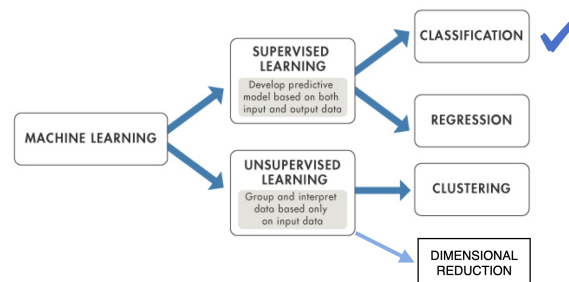 MACHINE LEARNING
SUPERVISED
LEARNING
Develop predictive
model based on both
input and output data
CLASSIFICATION
REGRESSION
UNSUPERVISED
LEARNING
Group and interpret
data based only
on input data
CLUSTERING
DIMENSIONAL
REDUCTION